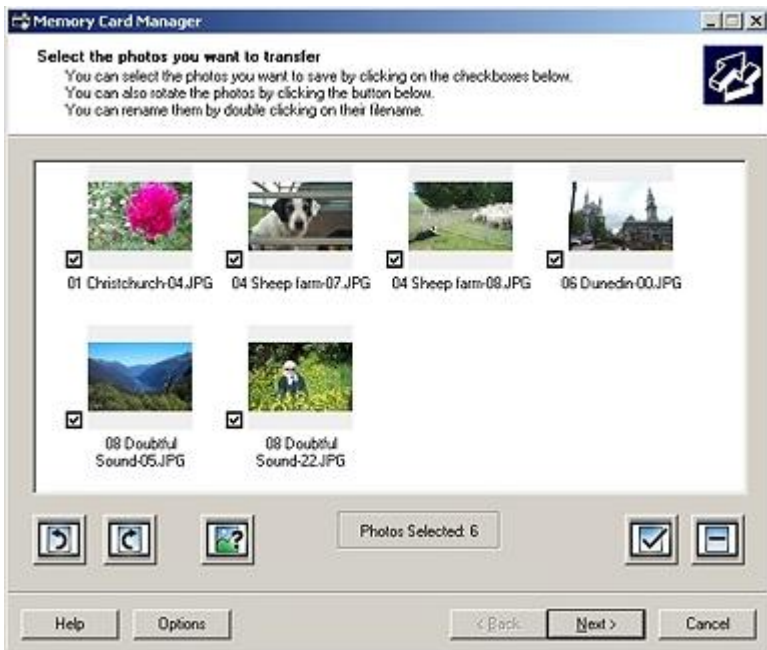 Memory Card Manager
Select the photos you want to transfer
You can select the photos you want to save by clicking on the checkboxes below.
You can also rotate the photos by clicking the button below.
You can rename them by double clicking on their filename.
01 Christchurch-04.JPG
04 Sheep farm-07.JPG
04 Sheep farm-08.JPG
06 Dunedin-00.JPG
08 Doubtful
Sound-05.JPG
08 Doubtful
Sound-22.JPG
?
Photos Selected: 6
Help
Options
< Back
Next >
Cancel